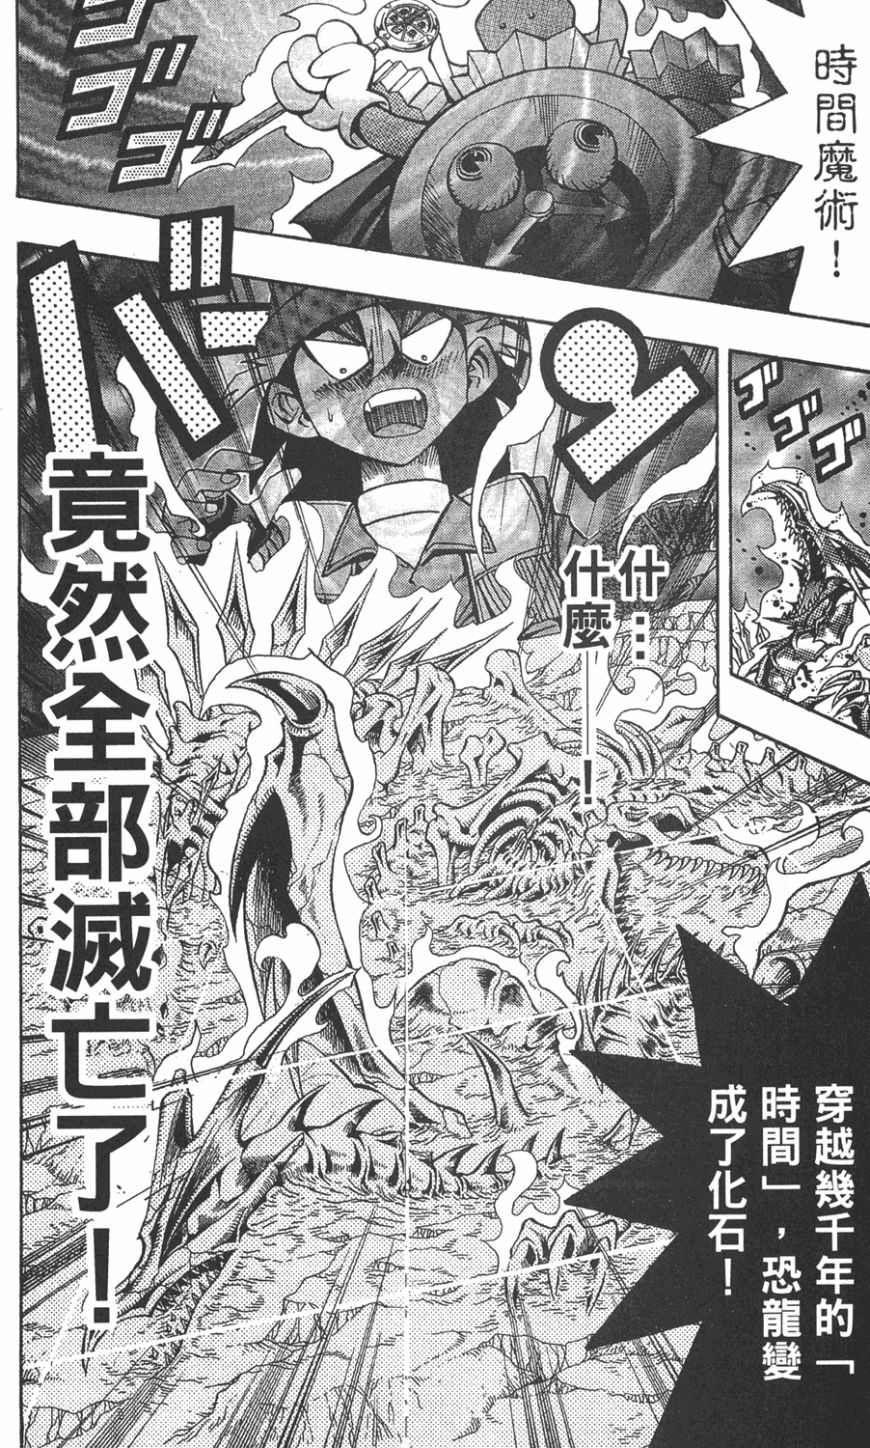 時間魔術！
ゴゴゴ
ゴゴゴ
バーン
什…
什麼
——！
穿越幾千年的「
時間」，恐龍變
成了化石！
竟然全部滅亡了！